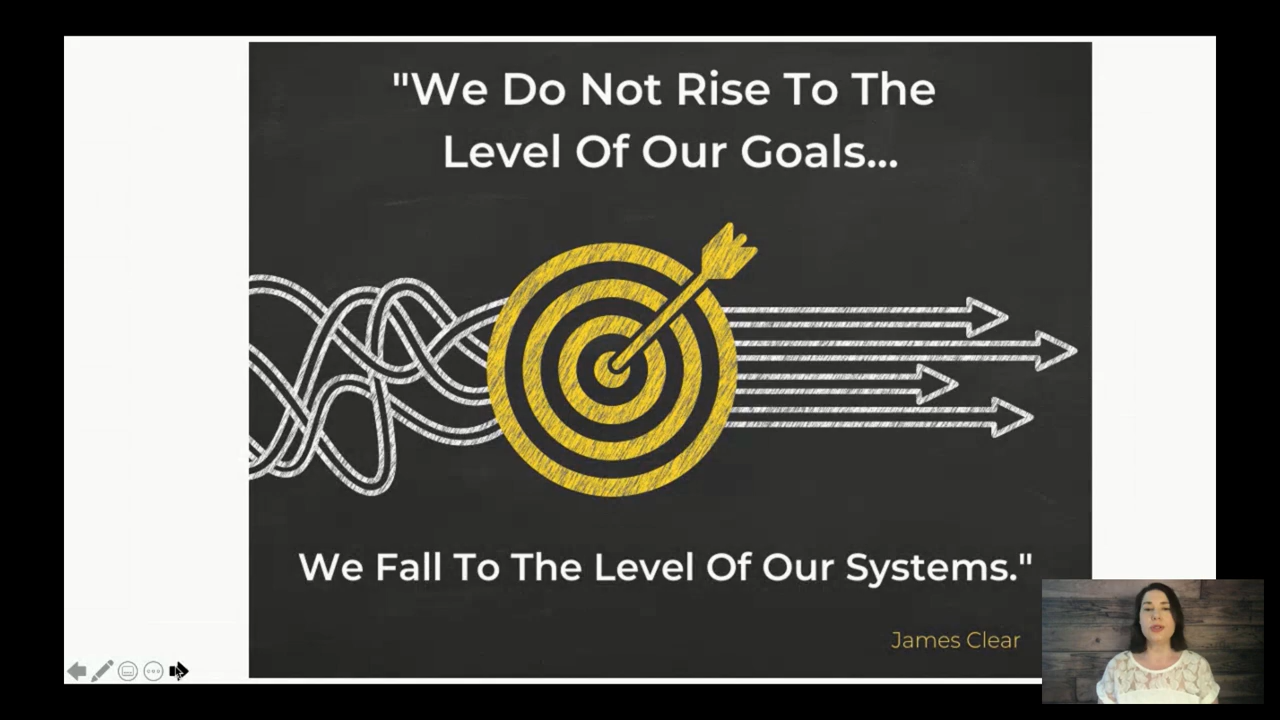 "We Do Not Rise To The
Level Of Our Goals...
We Fall To The Level Of Our Systems."
James Clear